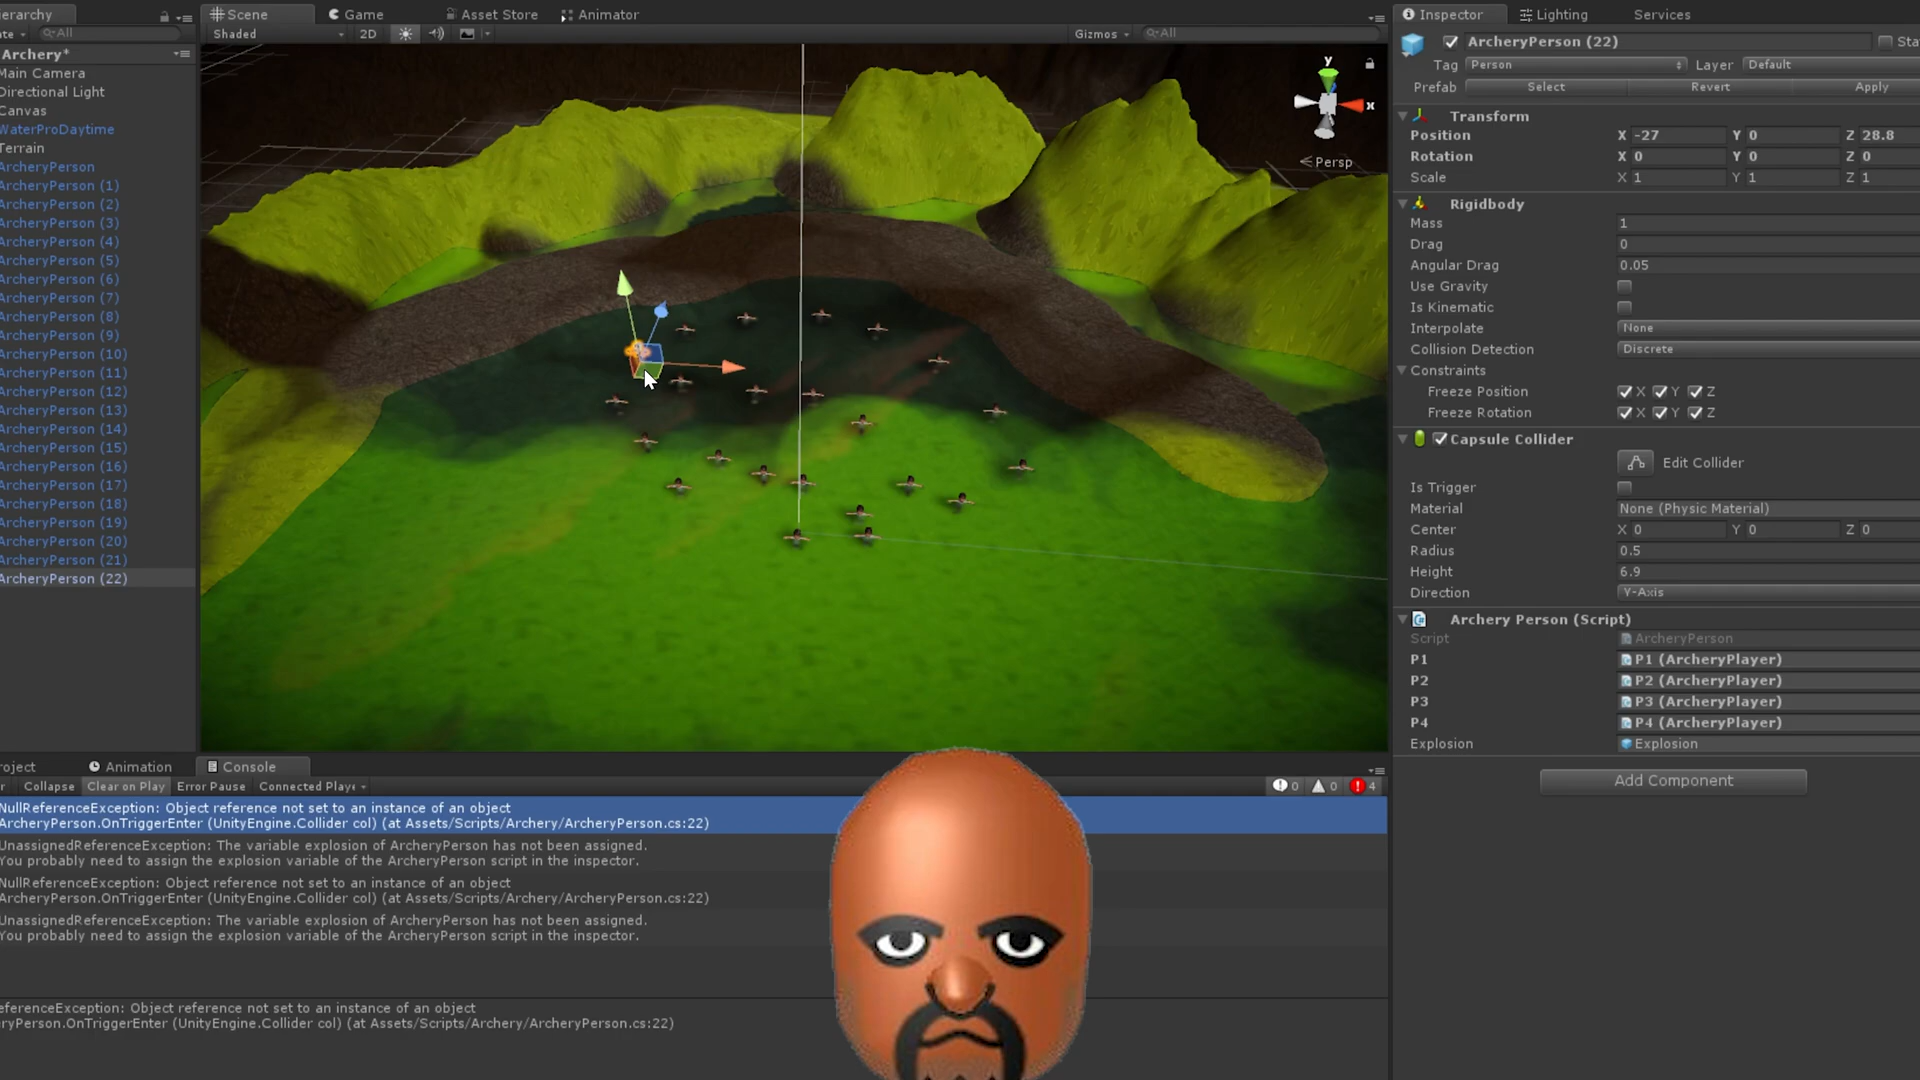 ierarchy
Scene
Game
Asset Store
Animator
ate
All
Shaded
2D
Gizmos
All
Archery*
Main Camera
Directional Light
Canvas
WaterProDaytime
Terrain
ArcheryPerson
ArcheryPerson (1)
ArcheryPerson (2)
ArcheryPerson (3)
ArcheryPerson (4)
ArcheryPerson (5)
ArcheryPerson (6)
ArcheryPerson (7)
ArcheryPerson (8)
ArcheryPerson (9)
ArcheryPerson (10)
ArcheryPerson (11)
ArcheryPerson (12)
ArcheryPerson (13)
ArcheryPerson (14)
ArcheryPerson (15)
ArcheryPerson (16)
ArcheryPerson (17)
ArcheryPerson (18)
ArcheryPerson (19)
ArcheryPerson (20)
ArcheryPerson (21)
ArcheryPerson (22)
y
x
Persp
Inspector
Lighting
Services
ArcheryPerson (22)
Sta
Tag Person Layer Default
Prefab Select Revert Apply
Transform
Position X -27 Y 0 Z 28.8
Rotation X 0 Y 0 Z 0
Scale X 1 Y 1 Z 1
Rigidbody
Mass 1
Drag 0
Angular Drag 0.05
Use Gravity
Is Kinematic
Interpolate None
Collision Detection Discrete
Constraints
Freeze Position X Y Z
Freeze Rotation X Y Z
Capsule Collider
Edit Collider
Is Trigger
Material None (Physic Material)
Center X 0 Y 0 Z 0
Radius 0.5
Height 6.9
Direction Y-Axis
Archery Person (Script)
Script ArcheryPerson
P1 P1 (ArcheryPlayer)
P2 P2 (ArcheryPlayer)
P3 P3 (ArcheryPlayer)
P4 P4 (ArcheryPlayer)
Explosion Explosion
Add Component
roject
Animation
Console
r Collapse Clear on Play Error Pause Connected Playe
0 0 4
NullReferenceException: Object reference not set to an instance of an object
ArcheryPerson.OnTriggerEnter (UnityEngine.Collider col) (at Assets/Scripts/Archery/ArcheryPerson.cs:22)
UnassignedReferenceException: The variable explosion of ArcheryPerson has not been assigned.
You probably need to assign the explosion variable of the ArcheryPerson script in the inspector.
NullReferenceException: Object reference not set to an instance of an object
ArcheryPerson.OnTriggerEnter (UnityEngine.Collider col) (at Assets/Scripts/Archery/ArcheryPerson.cs:22)
UnassignedReferenceException: The variable explosion of ArcheryPerson has not been assigned.
You probably need to assign the explosion variable of the ArcheryPerson script in the inspector.
eferenceException: Object reference not set to an instance of an object
ryPerson.OnTriggerEnter (UnityEngine.Collider col) (at Assets/Scripts/Archery/ArcheryPerson.cs:22)